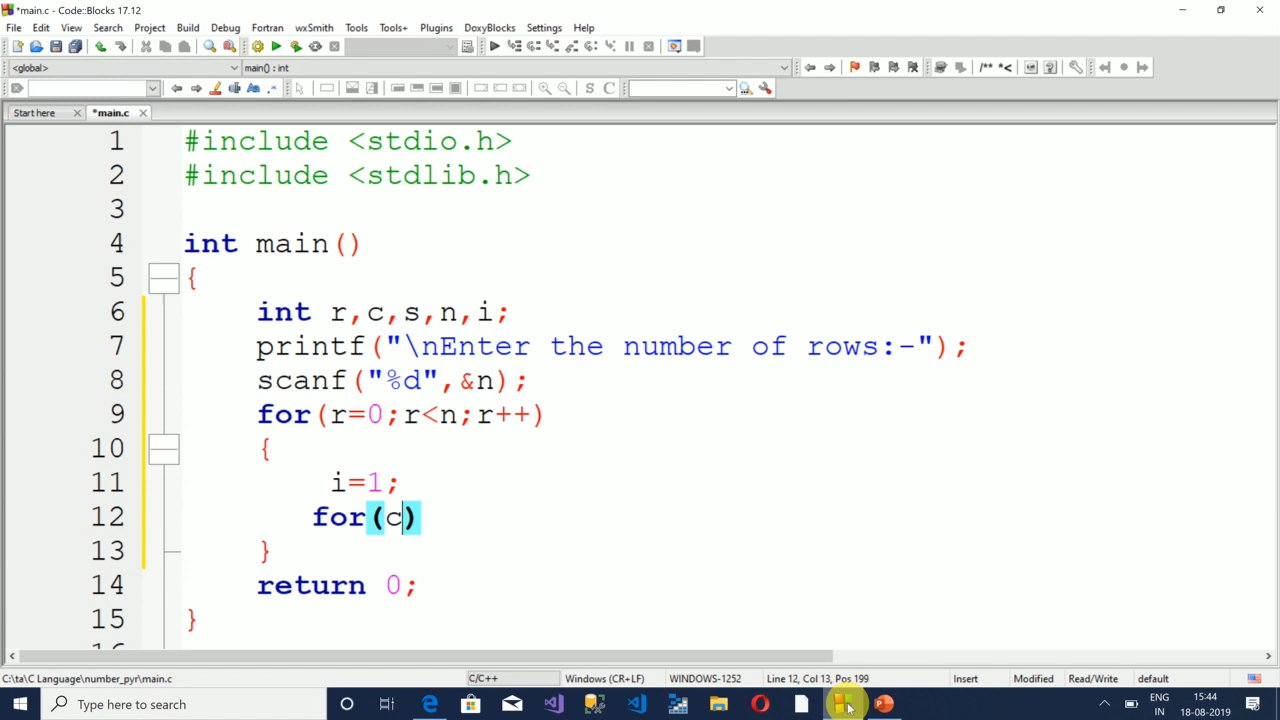 *main.c - Code::Blocks 17.12
File Edit View Search Project Build Debug Fortran wxSmith Tools Tools+ Plugins DoxyBlocks Settings Help
<global> main() : int
/** *<
S C
Start here *main.c
1 #include <stdio.h>
2 #include <stdlib.h>
3
4 int main()
5 {
6 int r,c,s,n,i;
7 printf("\nEnter the number of rows:-");
8 scanf("%d",&n);
9 for(r=0;r<n;r++)
10 {
11 i=1;
12 for(c)
13 }
14 return 0;
15 }
C:\ta\C Language\number_pyr\main.c C/C++ Windows (CR+LF) WINDOWS-1252 Line 12, Col 13, Pos 199 Insert Modified Read/Write default
Type here to search
ENG 15:44
IN 18-08-2019